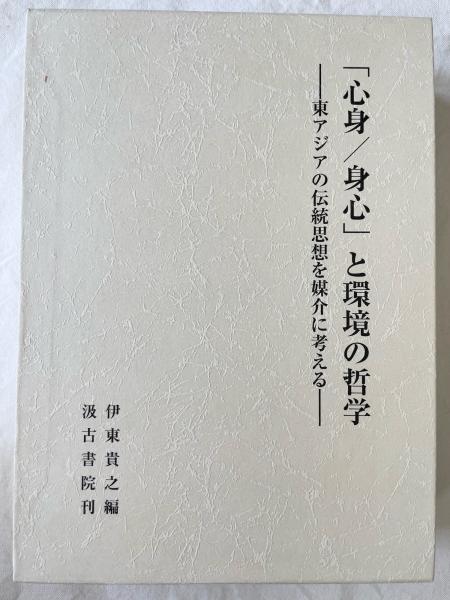 「心身／身心」と環境の哲学
――東アジアの伝統思想を媒介に考える――
伊東貴之編
汲古書院刊